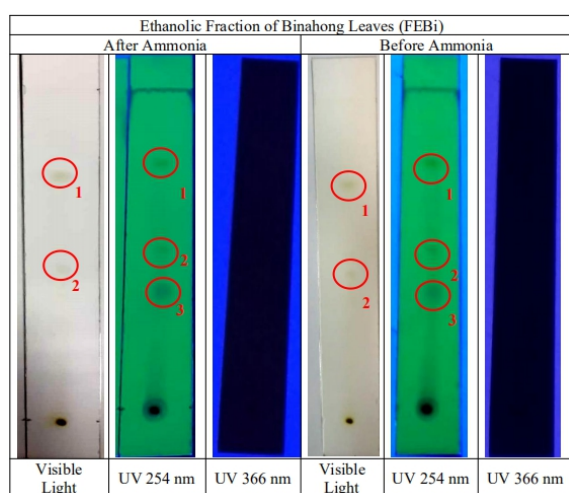 Ethanolic Fraction of Binahong Leaves (FEBi)
After Ammonia
Before Ammonia
1
2
1
2
3
1
2
1
2
3
Visible
Light
UV 254 nm
UV 366 nm
Visible
Light
UV 254 nm
UV 366 nm